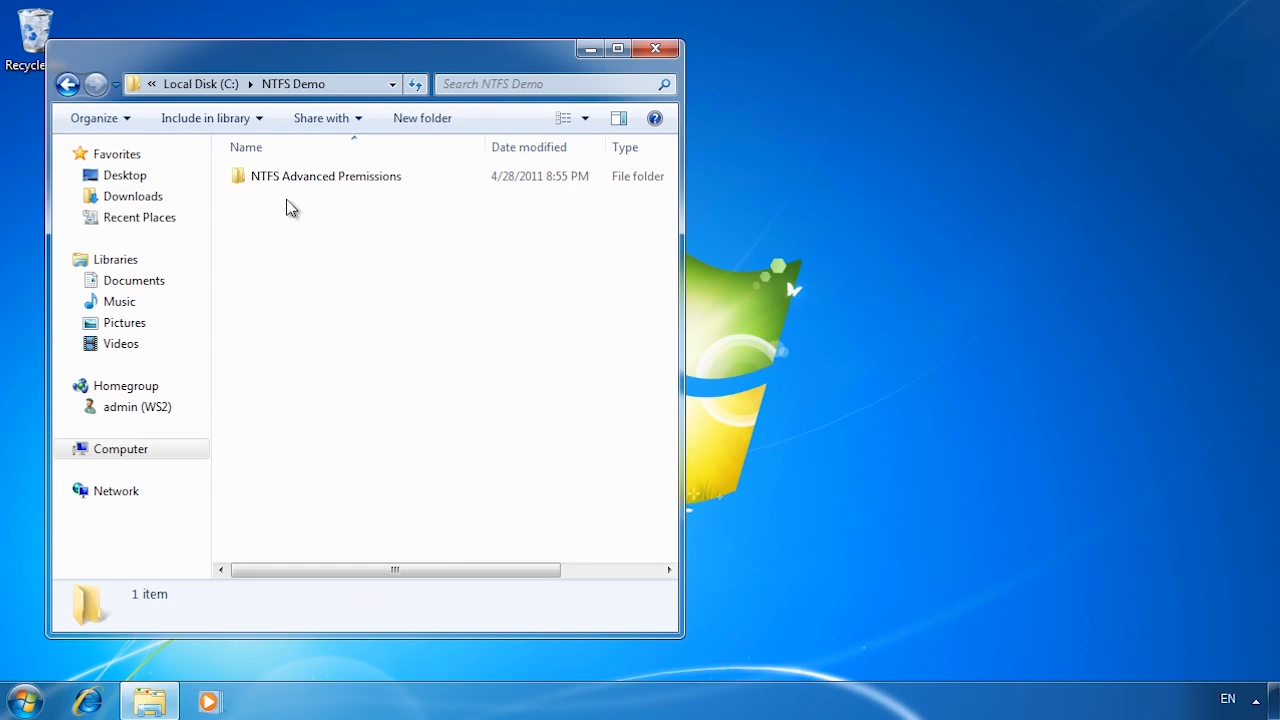 Recycle
« Local Disk (C:) NTFS Demo Search NTFS Demo
Organize Include in library Share with New folder
Name Date modified Type
NTFS Advanced Premissions 4/28/2011 8:55 PM File folder
Favorites
Desktop
Downloads
Recent Places
Libraries
Documents
Music
Pictures
Videos
Homegroup
admin (WS2)
Computer
Network
1 item
EN